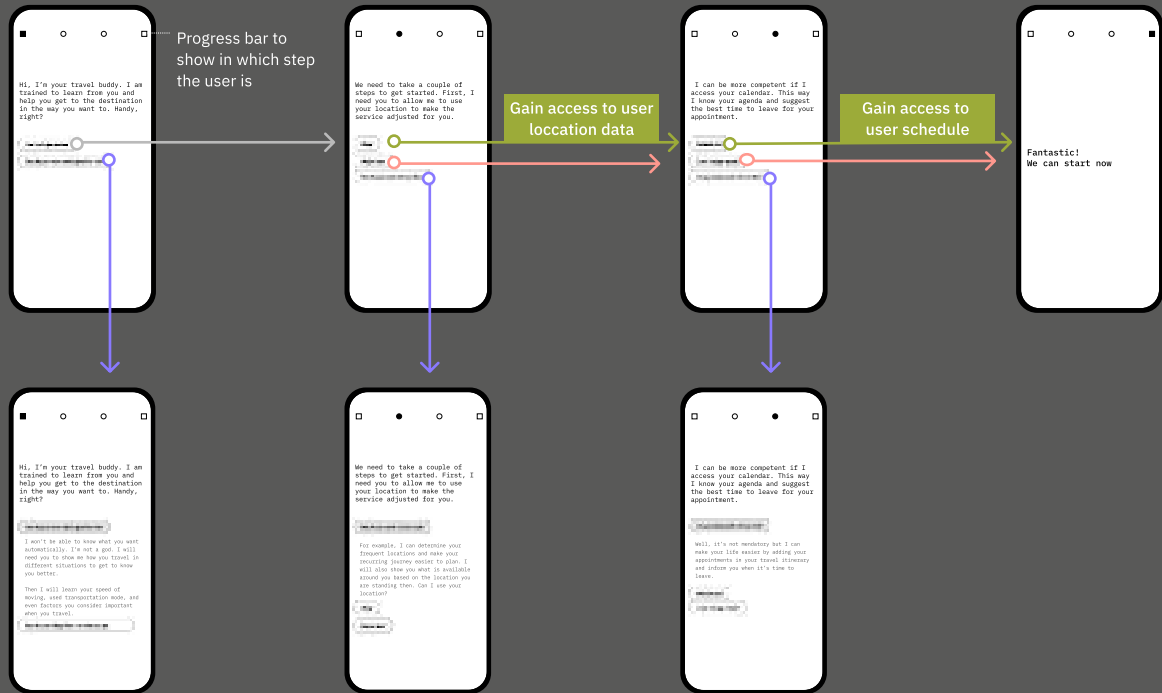 Progress bar to
show in which step
the user is
Hi, I'm your travel buddy. I am
trained to learn from you and
help you get to the destination
in the way you want to. Handy,
right?
We need to take a couple of
steps to get started. First, I
need you to allow me to use
your location to make the
service adjusted for you.
Gain access to user
loccation data
I can be more competent if I
access your calendar. This way
I know your agenda and suggest
the best time to leave for your
appointment.
Gain access to
user schedule
Fantastic!
We can start now
Hi, I'm your travel buddy. I am
trained to learn from you and
help you get to the destination
in the way you want to. Handy,
right?
I won't be able to know what you want
automatically. I'm not a god. I will
need you to show me how you travel in
different situations to get to know
you better.
Then I will learn your speed of
moving, used transportation mode, and
even factors you consider important
when you travel.
We need to take a couple of
steps to get started. First, I
need you to allow me to use
your location to make the
service adjusted for you.
For example, I can determine your
frequent locations and make your
recurring journey easier to plan. I
will also show you what is available
around you based on the location you
are standing then. Can I use your
location?
I can be more competent if I
access your calendar. This way
I know your agenda and suggest
the best time to leave for your
appointment.
Well, it's not mendatory but I can
make your life easier by adding your
appointments in your travel itinerary
and inform you when it's time to
leave.